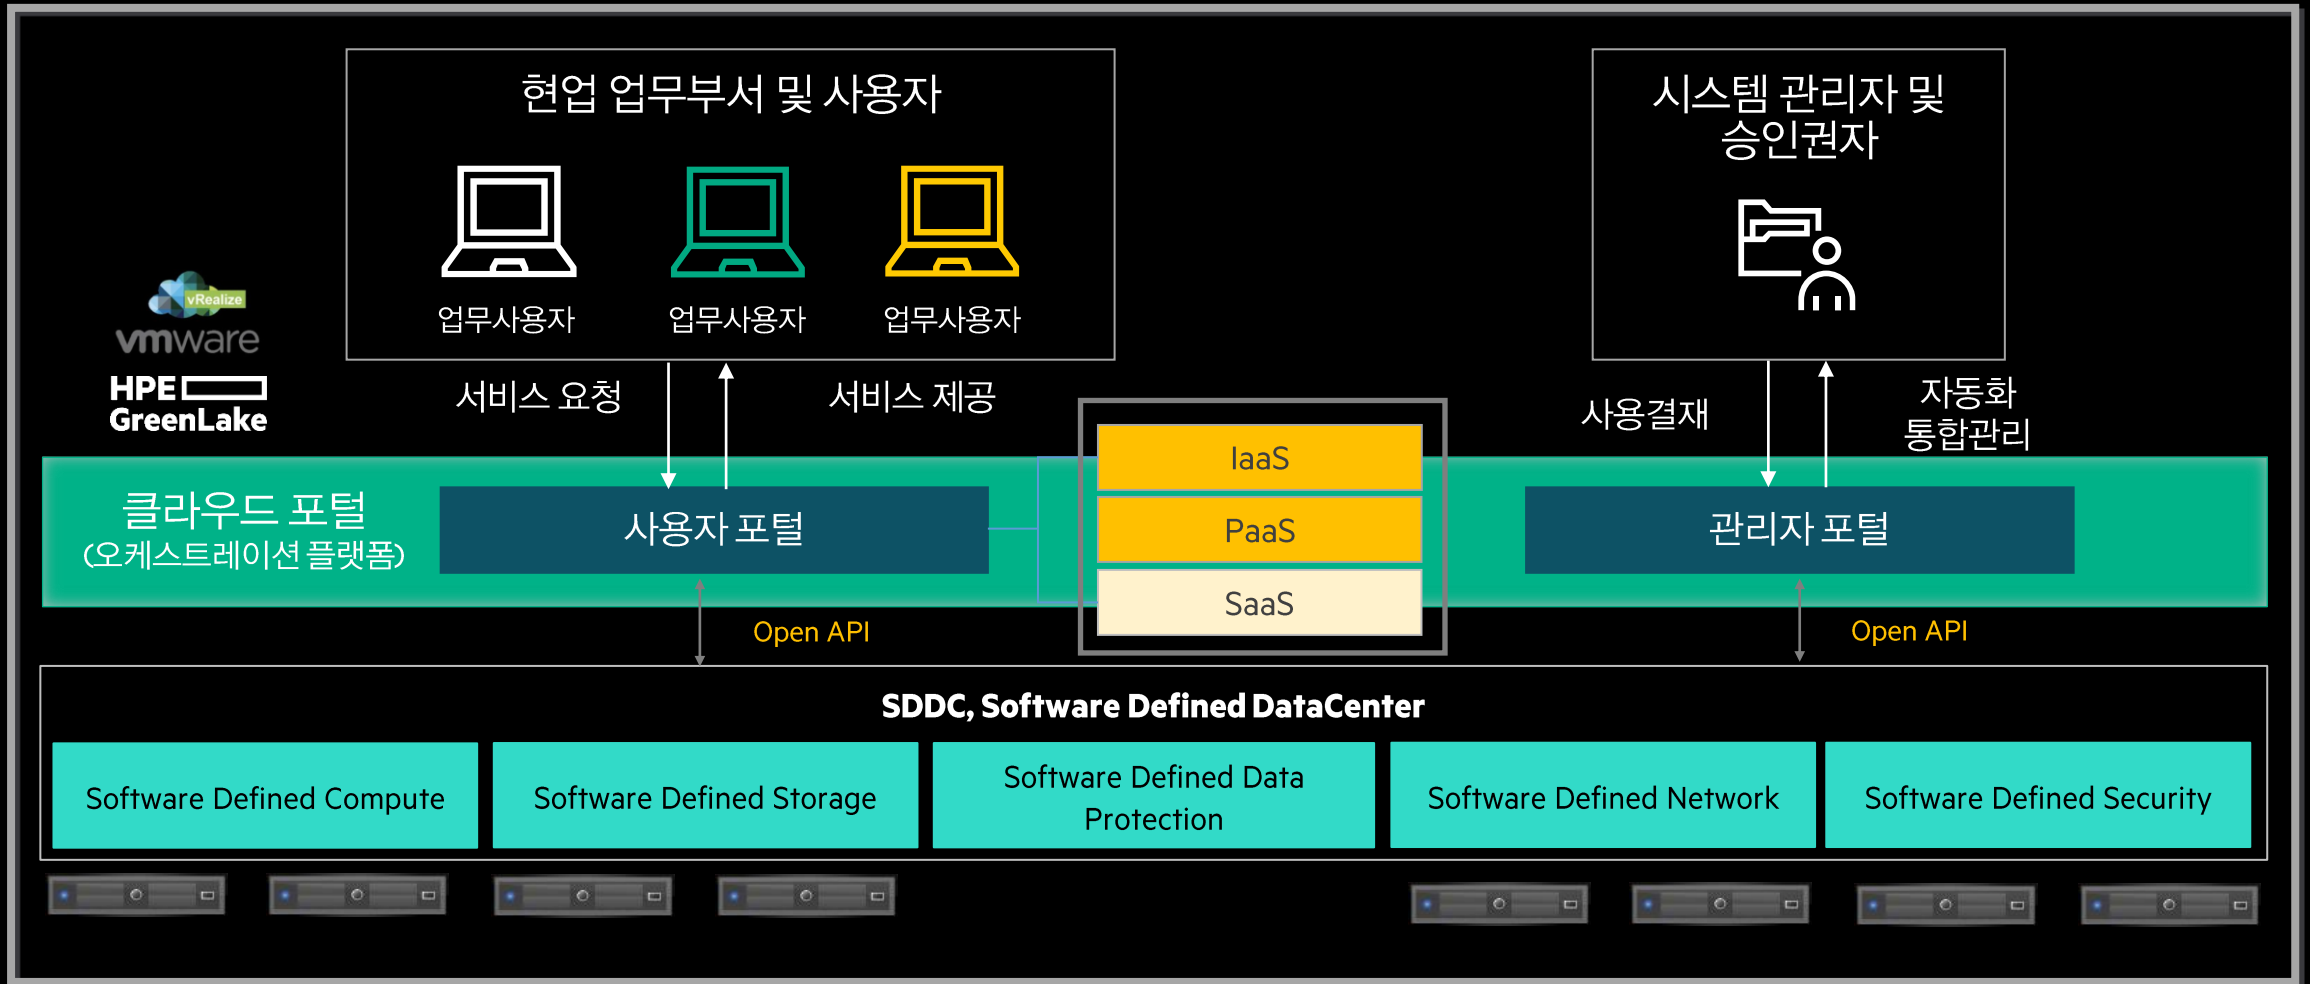 현업 업무부서 및 사용자
시스템 관리자 및
승인권자
업무사용자
업무사용자
업무사용자
vRealize
vmware
HPE
GreenLake
서비스 요청
서비스 제공
사용결재
자동화
통합관리
클라우드 포털
(오케스트레이션 플랫폼)
사용자 포털
IaaS
PaaS
SaaS
관리자 포털
Open API
Open API
SDDC, Software Defined DataCenter
Software Defined Compute
Software Defined Storage
Software Defined Data
Protection
Software Defined Network
Software Defined Security